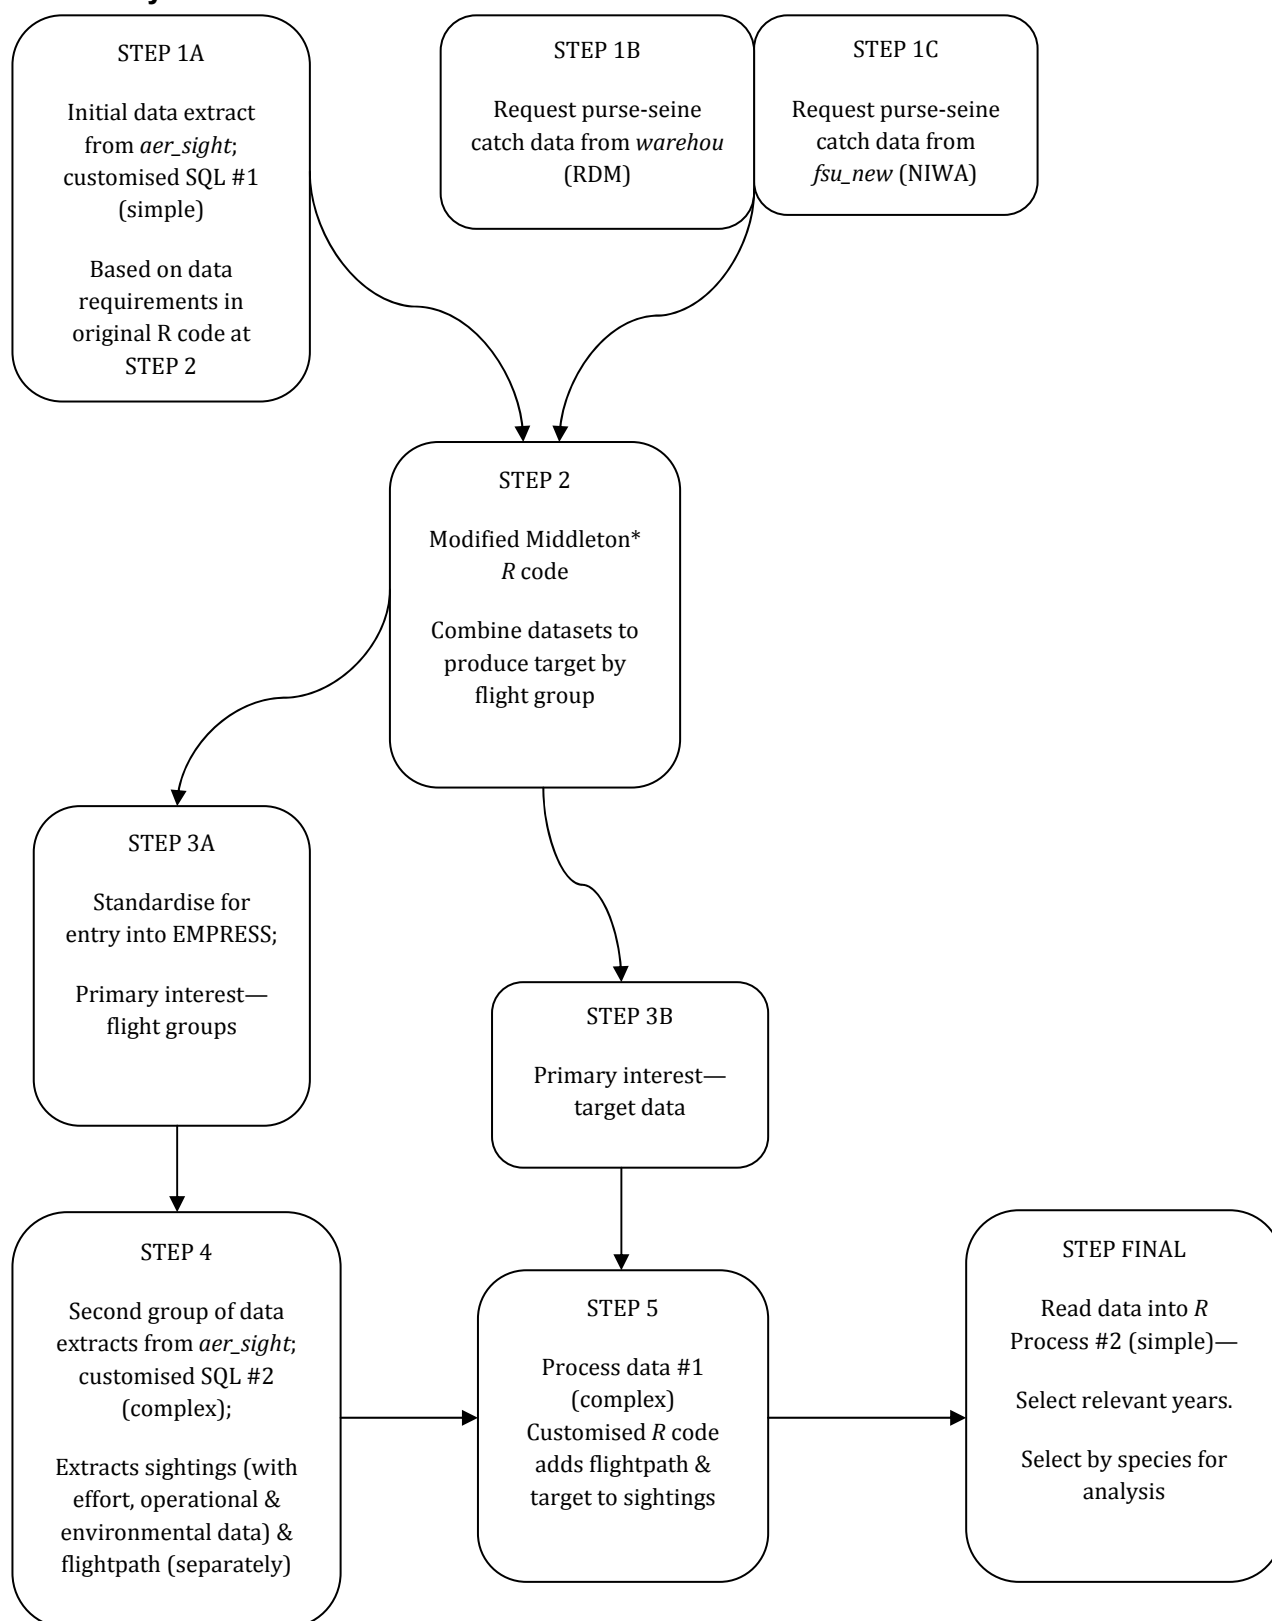 STEP 1A
Initial data extract
from aer_sight;
customised SQL #1
(simple)
Based on data
requirements in
original R code at
STEP 2
STEP 1B
Request purse-seine
catch data from warehou
(RDM)
STEP 1C
Request purse-seine
catch data from
fsu_new (NIWA)
STEP 2
Modified Middleton*
R code
Combine datasets to
produce target by
flight group
STEP 3A
Standardise for
entry into EMPRESS;
Primary interest—
flight groups
STEP 3B
Primary interest—
target data
STEP 4
Second group of data
extracts from aer_sight;
customised SQL #2
(complex);
Extracts sightings (with
effort, operational &
environmental data) &
flightpath (separately)
STEP 5
Process data #1
(complex)
Customised R code
adds flightpath &
target to sightings
STEP FINAL
Read data into R
Process #2 (simple)—
Select relevant years.
Select by species for
analysis